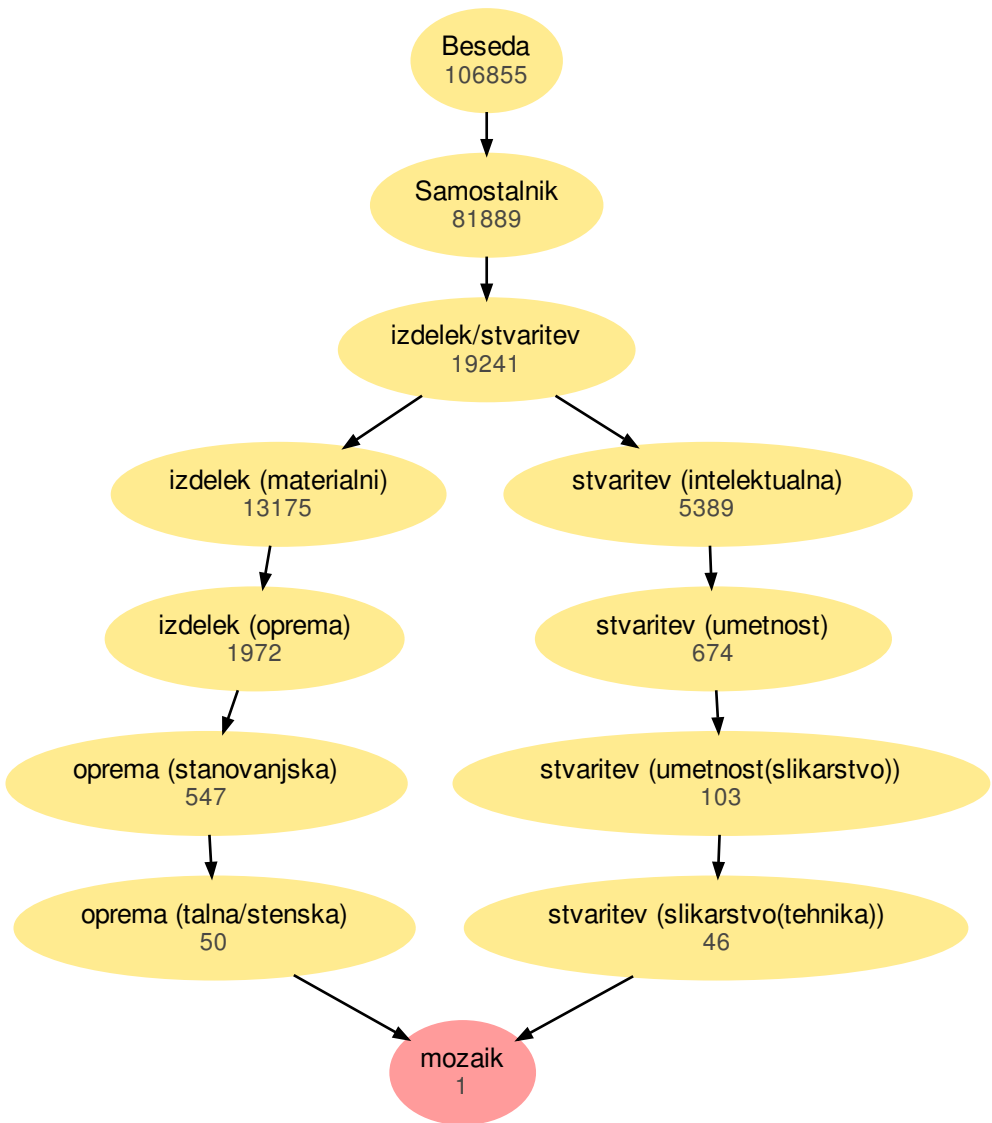 Beseda
106855
Samostalnik
81889
izdelek/stvaritev
19241
izdelek (materialni)
13175
stvaritev (intelektualna)
5389
izdelek (oprema)
1972
stvaritev (umetnost)
674
oprema (stanovanjska)
547
stvaritev (umetnost(slikarstvo))
103
oprema (talna/stenska)
50
stvaritev (slikarstvo(tehnika))
46
mozaik
1